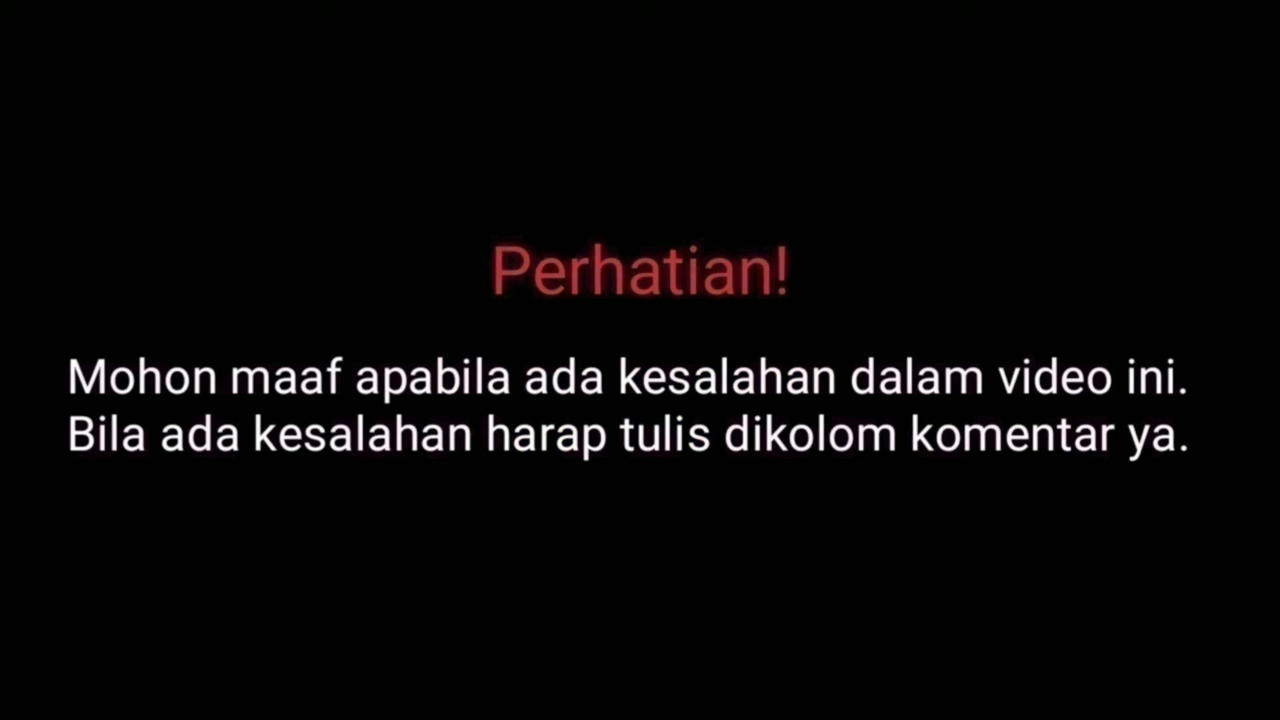 Perhatian!
Mohon maaf apabila ada kesalahan dalam video ini.
Bila ada kesalahan harap tulis dikolom komentar ya.